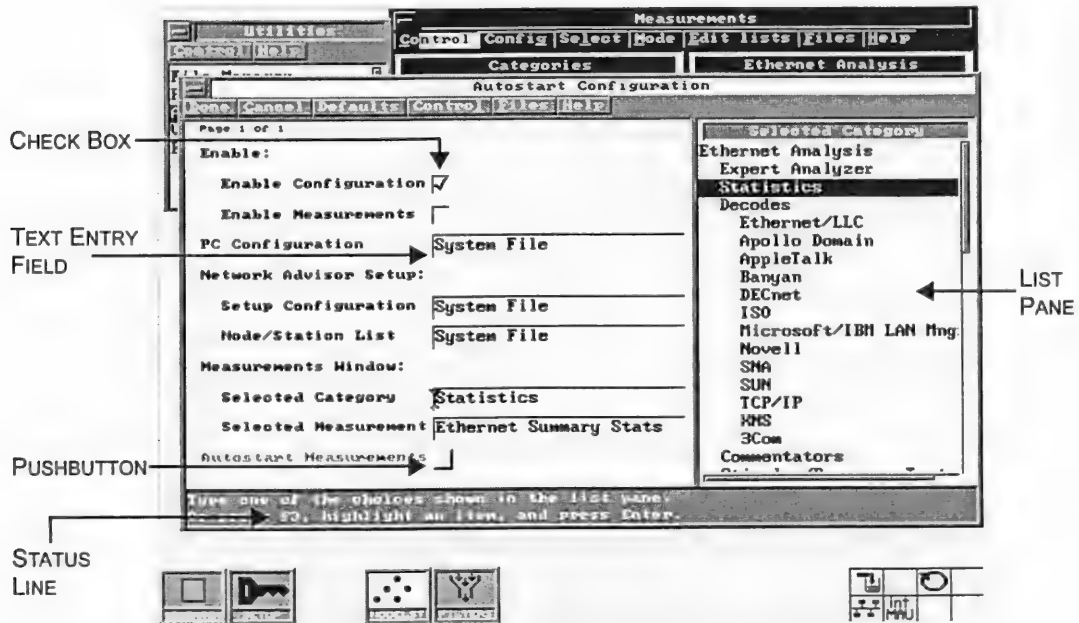 Utilities
Control Help
Measurements
Control Config Select Mode Edit lists Files Help
Categories
Ethernet Analysis
Autostart Configuration
Done Cancel Defaults Control Files Help
Page 1 of 1
Selected Category
CHECK BOX
Enable:
Enable Configuration
Enable Measurements
TEXT ENTRY
FIELD
PC Configuration System File
Network Advisor Setup:
Setup Configuration System File
Node/Station List System File
Measurements Window:
Selected Category Statistics
Selected Measurement Ethernet Summary Stats
PUSHBUTTON
Autostart Measurements
Ethernet Analysis
Expert Analyzer
Statistics
Decodes
Ethernet/LLC
Apollo Domain
AppleTalk
Banyan
DECnet
ISO
Microsoft/IBM LAN Mng
Novell
SNA
SUN
TCP/IP
XNS
3Com
Commentators
LIST
PANE
Type one of the choices shown in the list pane.
highlight an item, and press Enter.
STATUS
LINE
Int
MAU